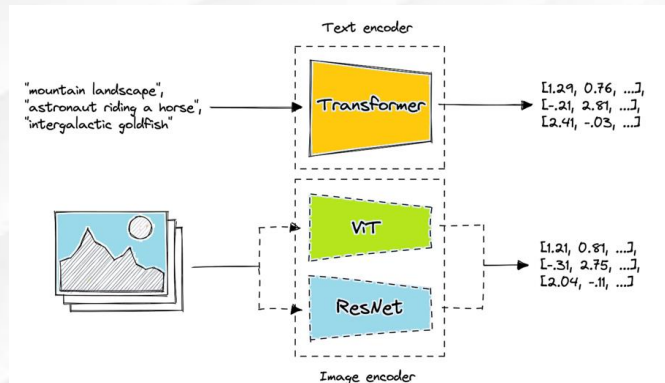 Text encoder
"mountain landscape",
"astronaut riding a horse",
"intergalactic goldfish"
Transformer
[1.29, 0.76, ...],
[-.21, 2.81, ...],
[2.41, -.03, ...]
ViT
ResNet
[1.21, 0.81, ...],
[-.31, 2.75, ...],
[2.04, -.11, ...]
Image encoder